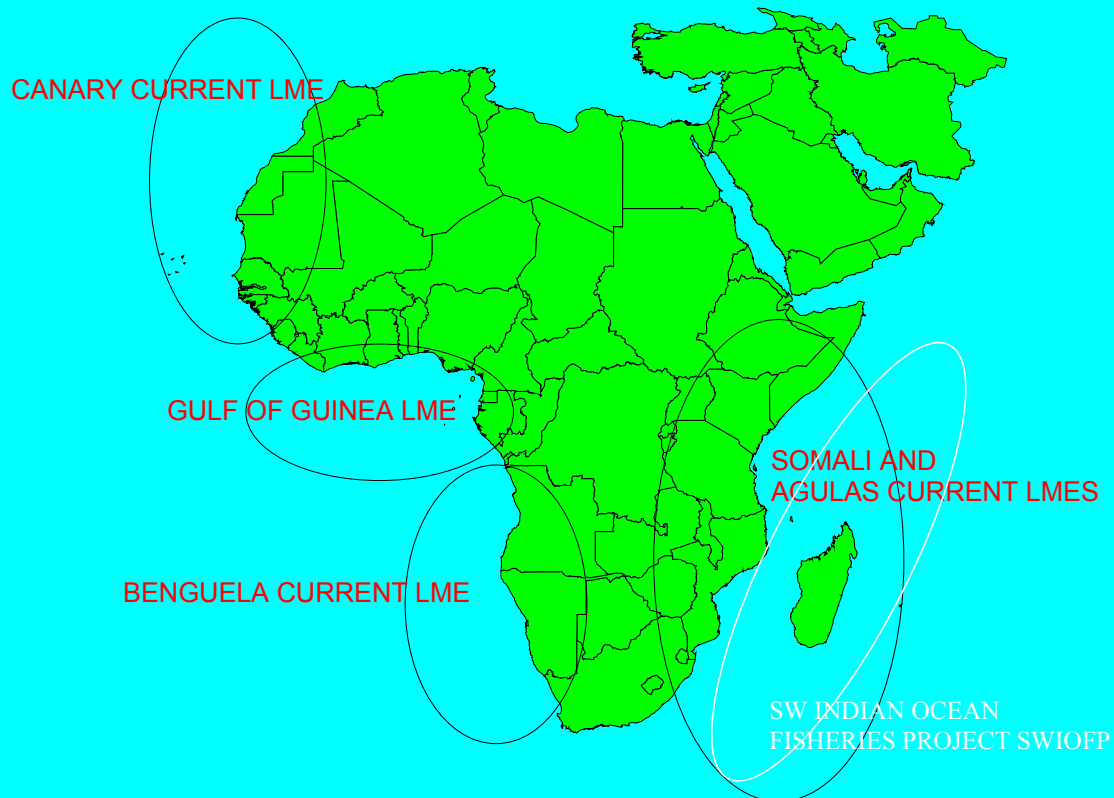 CANARY CURRENT LME
GULF OF GUINEA LME
SOMALI AND
AGULAS CURRENT LMES
BENGUELA CURRENT LME
SW INDIAN OCEAN
FISHERIES PROJECT SWIOFP